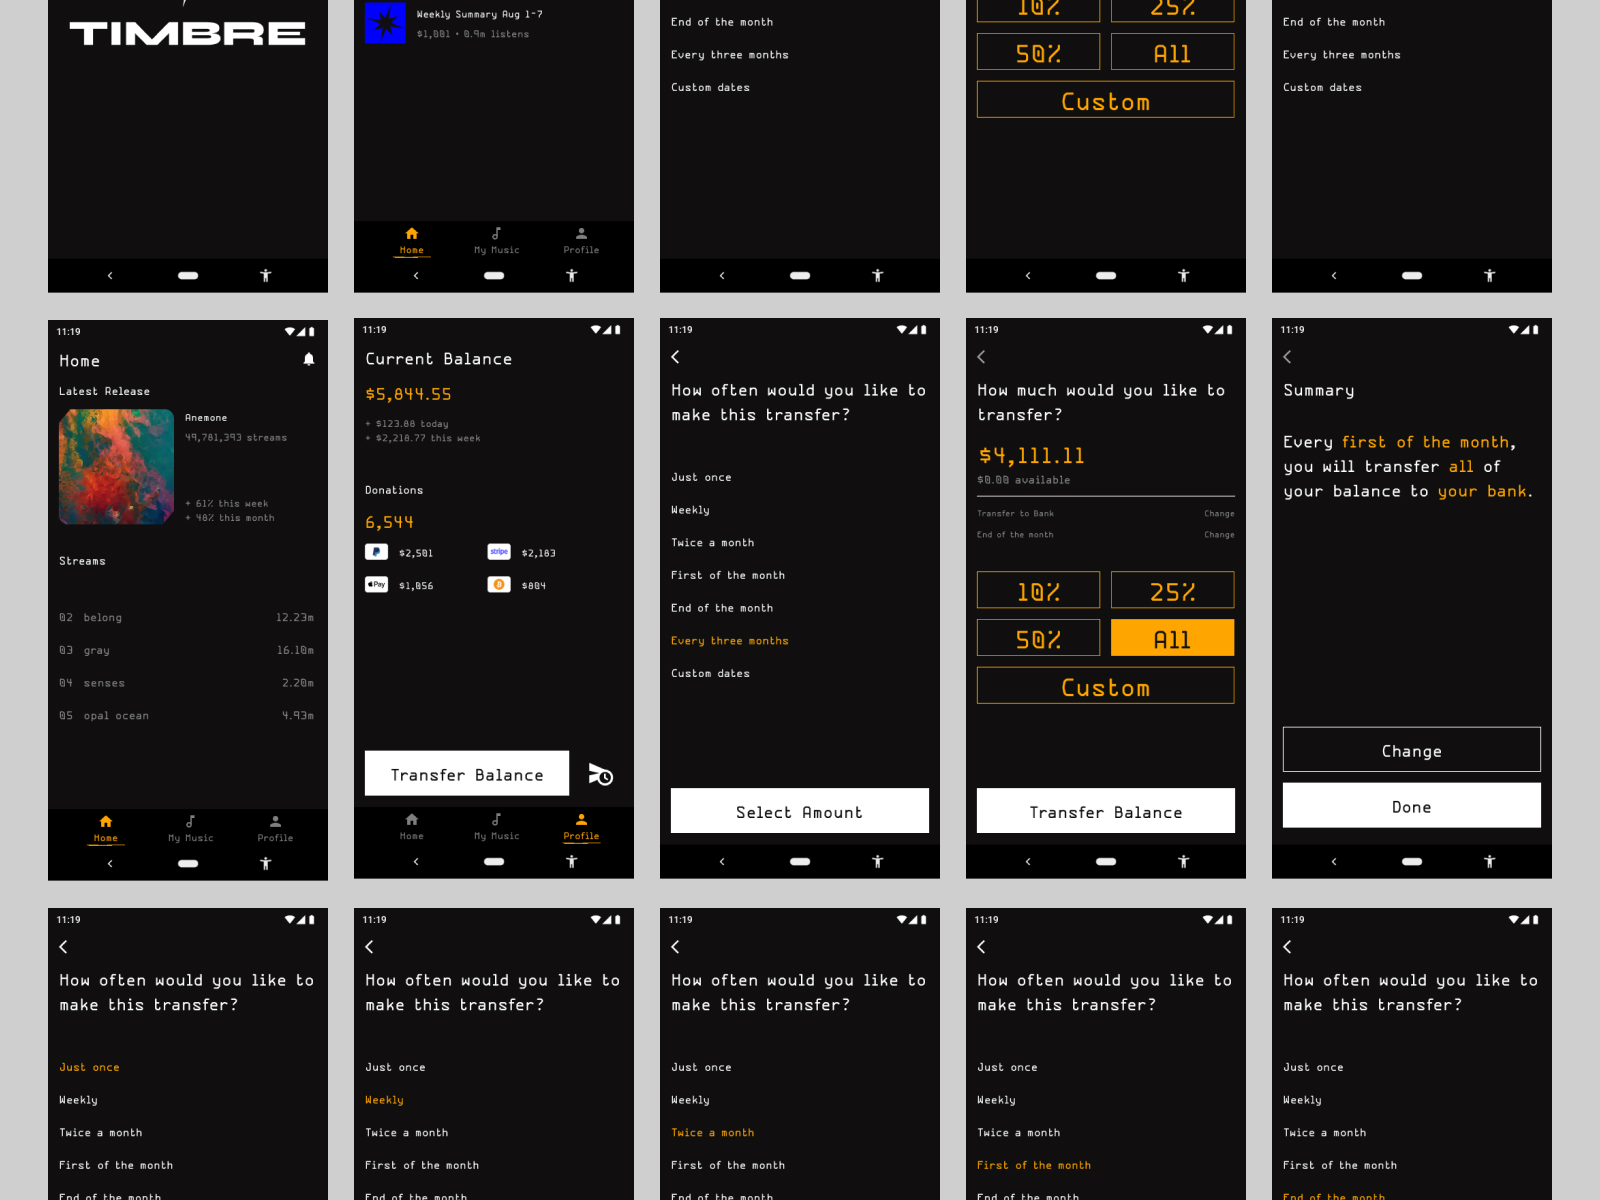 TIMBRE
Weekly Summary Aug 1-7
$1,001 • 0.9m listens
Home
My Music
Profile
End of the month
Every three months
Custom dates
10%
25%
50%
All
Custom
End of the month
Every three months
Custom dates
11:19
Home
Latest Release
Anemone
49,781,393 streams
+ 61% this week
+ 48% this month
Streams
02 belong 12.23m
03 gray 16.10m
04 senses 2.20m
05 opal ocean 4.93m
Home
My Music
Profile
11:19
Current Balance
$5,844.55
+ $123.88 today
+ $2,218.77 this week
Donations
6,544
$2,501
stripe
$2,183
Pay
$1,056
$804
Transfer Balance
Home
My Music
Profile
11:19
How often would you like to
make this transfer?
Just once
Weekly
Twice a month
First of the month
End of the month
Every three months
Custom dates
Select Amount
11:19
How much would you like to
transfer?
$4,111.11
$0.00 available
Transfer to Bank Change
End of the month Change
10%
25%
50%
All
Custom
Transfer Balance
11:19
Summary
Every first of the month,
you will transfer all of
your balance to your bank.
Change
Done
11:19
How often would you like to
make this transfer?
Just once
Weekly
Twice a month
First of the month
End of the month
11:19
How often would you like to
make this transfer?
Just once
Weekly
Twice a month
First of the month
End of the month
11:19
How often would you like to
make this transfer?
Just once
Weekly
Twice a month
First of the month
End of the month
11:19
How often would you like to
make this transfer?
Just once
Weekly
Twice a month
First of the month
End of the month
11:19
How often would you like to
make this transfer?
Just once
Weekly
Twice a month
First of the month
End of the month